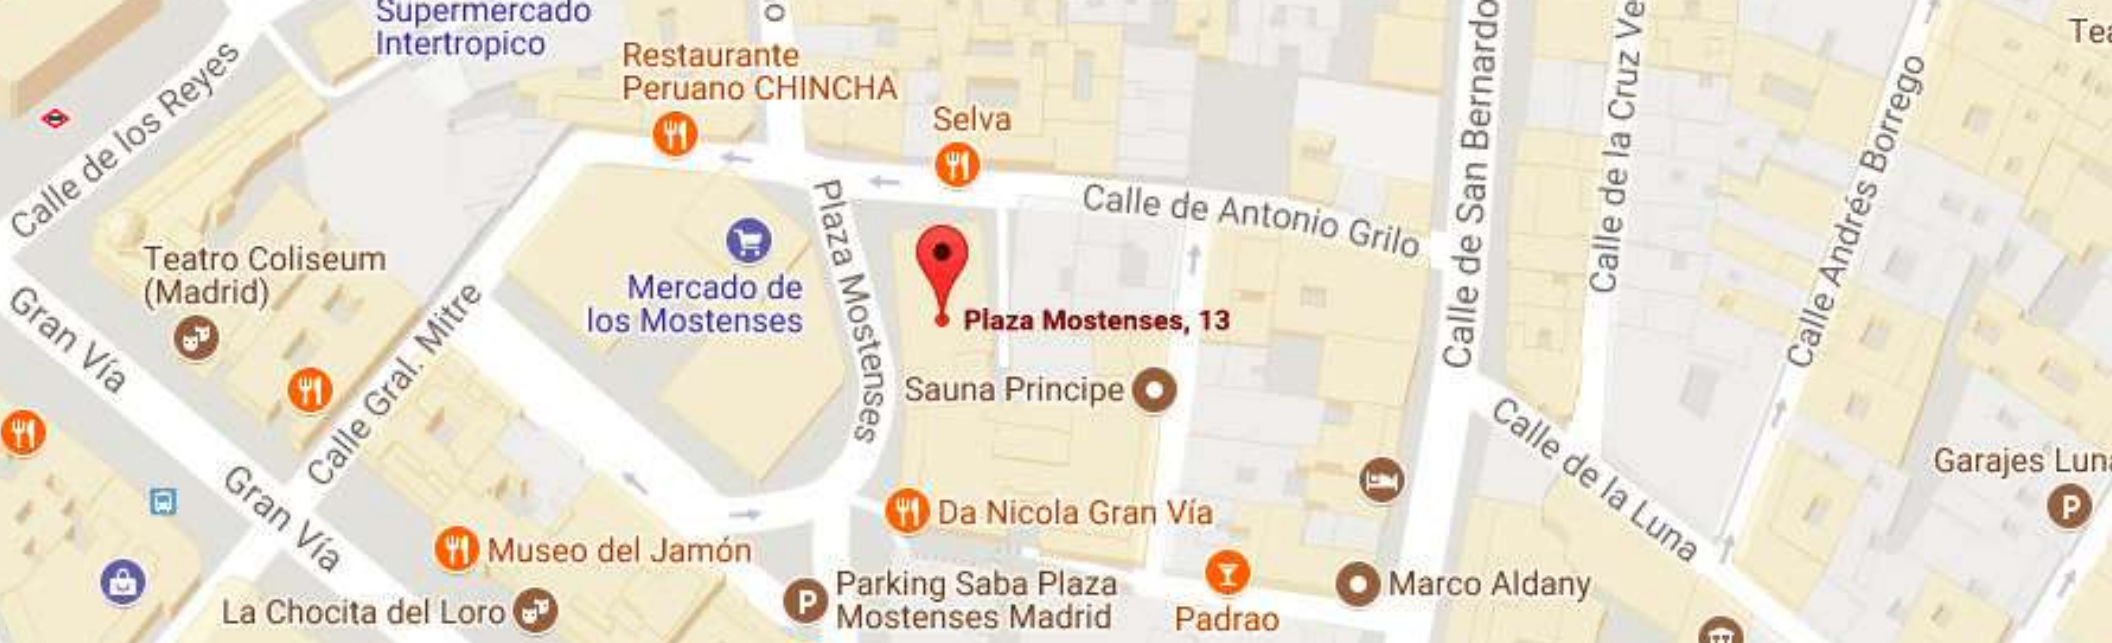 Supermercado
Intertropico
o
Restaurante
Peruano CHINCHA
Selva
Calle de los Reyes
Calle de Antonio Grilo
Calle de San Bernardo
Calle de la Cruz Ve
Calle Andrés Borrego
Tea
Teatro Coliseum
(Madrid)
Mercado de
los Mostenses
Plaza Mostenses
Plaza Mostenses, 13
Gran Vía
Calle Gral. Mitre
Sauna Principe
Calle de la Luna
Garajes Luna
P
Gran Vía
Da Nicola Gran Vía
Museo del Jamón
La Chocita del Loro
P
Parking Saba Plaza
Mostenses Madrid
Padrao
Marco Aldany